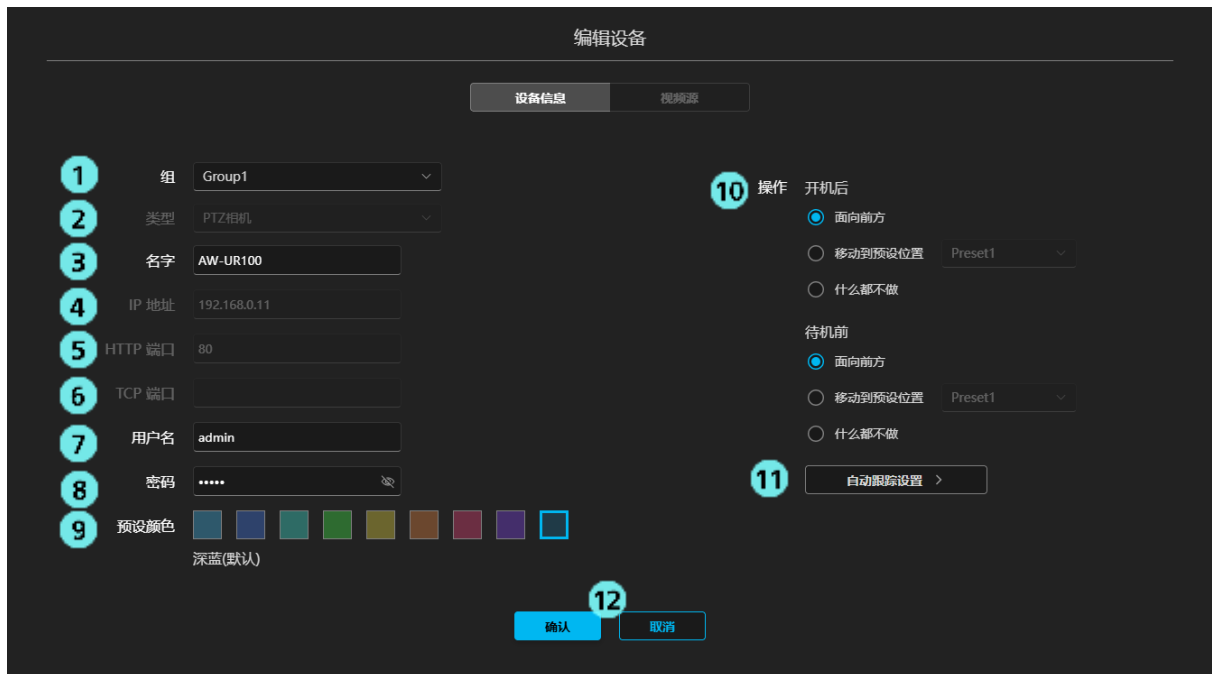 编辑设备
设备信息 视频源
1 组 Group1
2 类型 PTZ相机
3 名字 AW-UR100
4 IP 地址 192.168.0.11
5 HTTP 端口 80
6 TCP 端口
7 用户名 admin
8 密码 •••••
9 预设颜色
深蓝(默认)
10 操作 开机后
面向前方
移动到预设位置 Preset1
什么都不做
待机前
面向前方
移动到预设位置 Preset1
什么都不做
11 自动跟踪设置 >
12
确认 取消